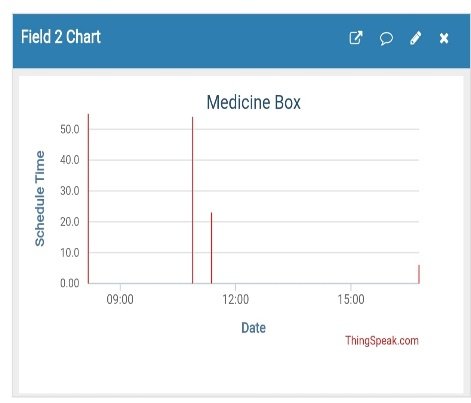 Field 2 Chart
Medicine Box
Schedule Time
50.0
40.0
30.0
20.0
10.0
0.00
09:00 12:00 15:00
Date
ThingSpeak.com